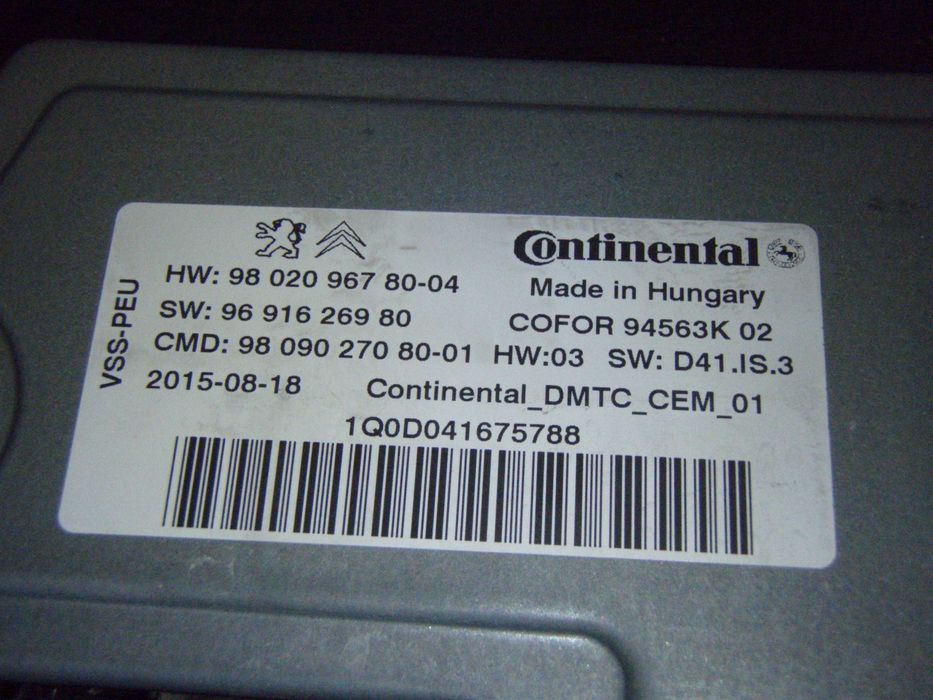 Continental
HW: 98 020 967 80-04
Made in Hungary
SW: 96 916 269 80
COFOR 94563K 02
CMD: 98 090 270 80-01 HW:03 SW: D41.IS.3
2015-08-18 Continental_DMTC_CEM_01
1Q0D041675788
VSS-PEU